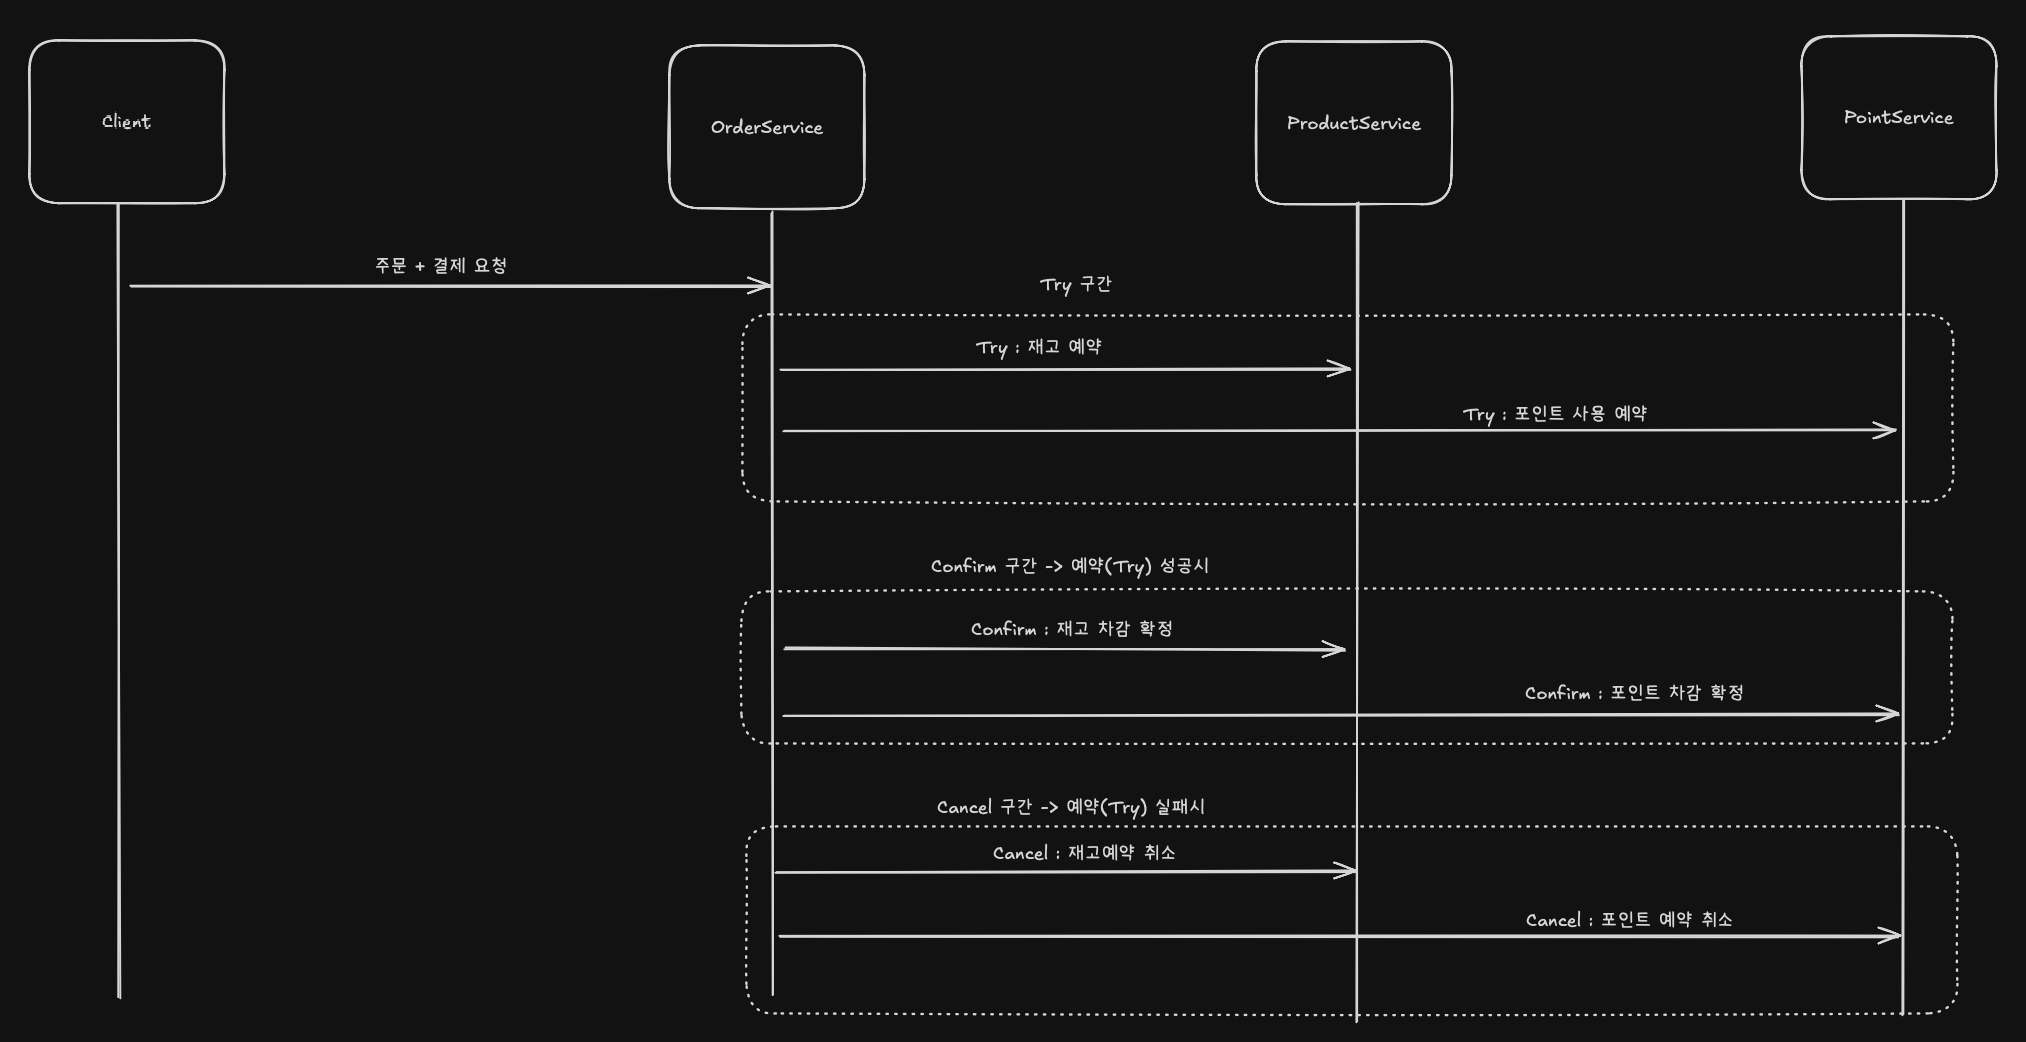 Client
OrderService
ProductService
PointService
주문 + 결제 요청
Try 구간
Try : 재고 예약
Try : 포인트 사용 예약
Confirm 구간 -> 예약(Try) 성공시
Confirm : 재고 차감 확정
Confirm : 포인트 차감 확정
Cancel 구간 -> 예약(Try) 실패시
Cancel : 재고예약 취소
Cancel : 포인트 예약 취소